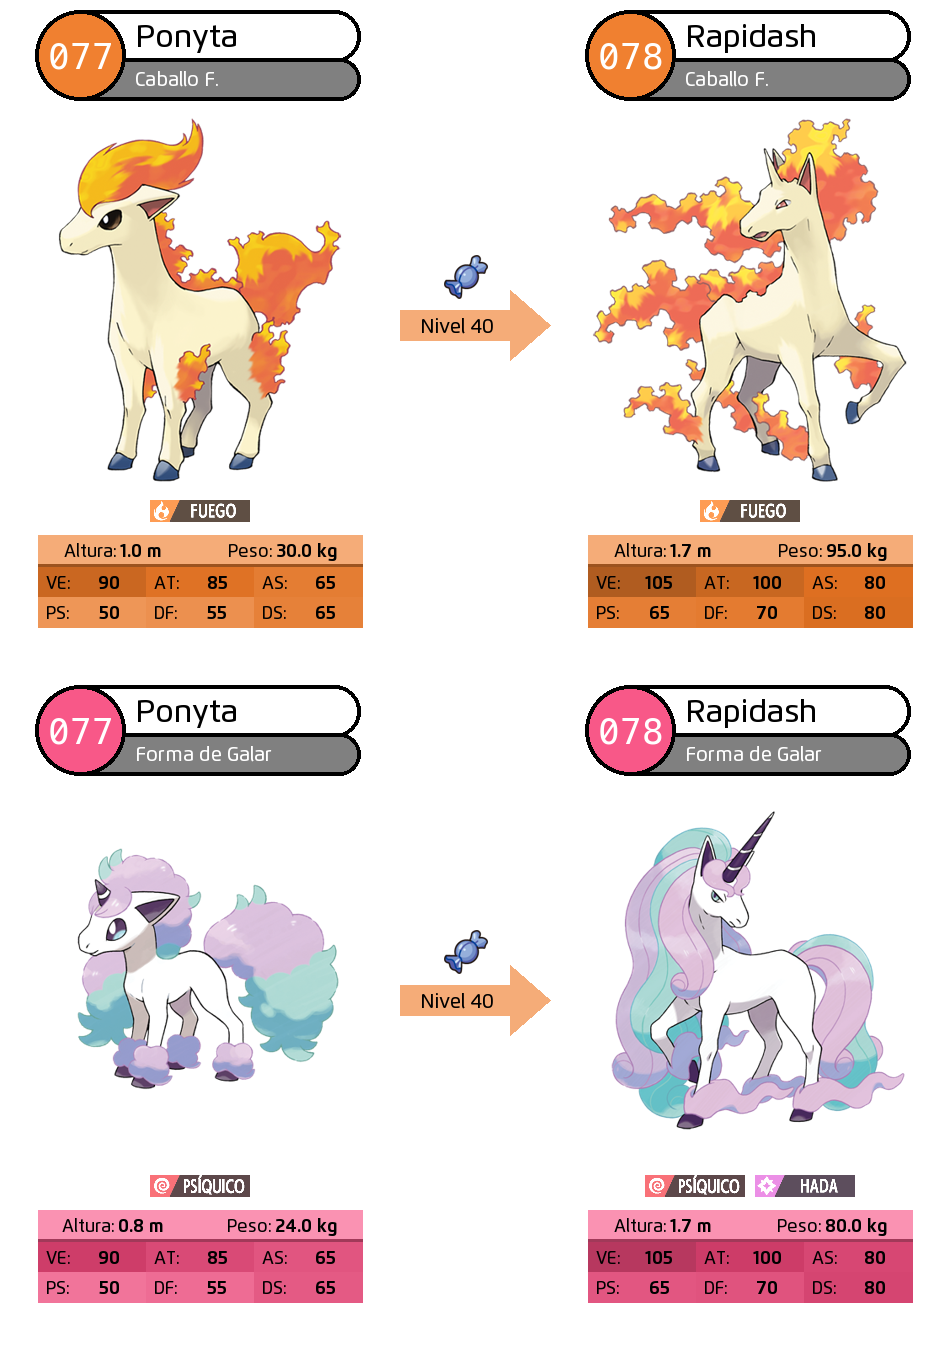 077 Ponyta
Caballo F.
078 Rapidash
Caballo F.
Nivel 40
FUEGO
Altura: 1.0 m Peso: 30.0 kg
VE: 90 AT: 85 AS: 65
PS: 50 DF: 55 DS: 65
FUEGO
Altura: 1.7 m Peso: 95.0 kg
VE: 105 AT: 100 AS: 80
PS: 65 DF: 70 DS: 80
077 Ponyta
Forma de Galar
078 Rapidash
Forma de Galar
Nivel 40
PSÍQUICO
Altura: 0.8 m Peso: 24.0 kg
VE: 90 AT: 85 AS: 65
PS: 50 DF: 55 DS: 65
PSÍQUICO HADA
Altura: 1.7 m Peso: 80.0 kg
VE: 105 AT: 100 AS: 80
PS: 65 DF: 70 DS: 80